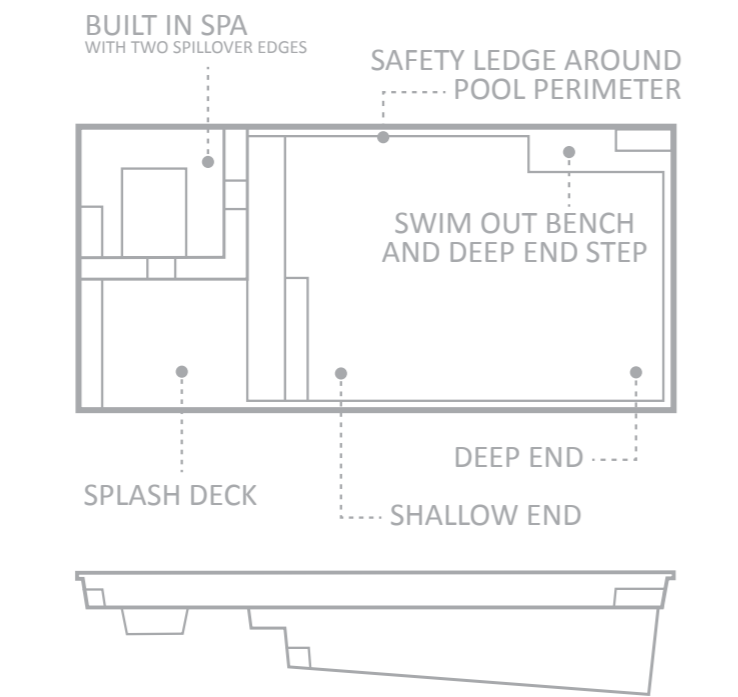 BUILT IN SPA
WITH TWO SPILLOVER EDGES
SAFETY LEDGE AROUND
POOL PERIMETER
SWIM OUT BENCH
AND DEEP END STEP
DEEP END
SPLASH DECK
SHALLOW END